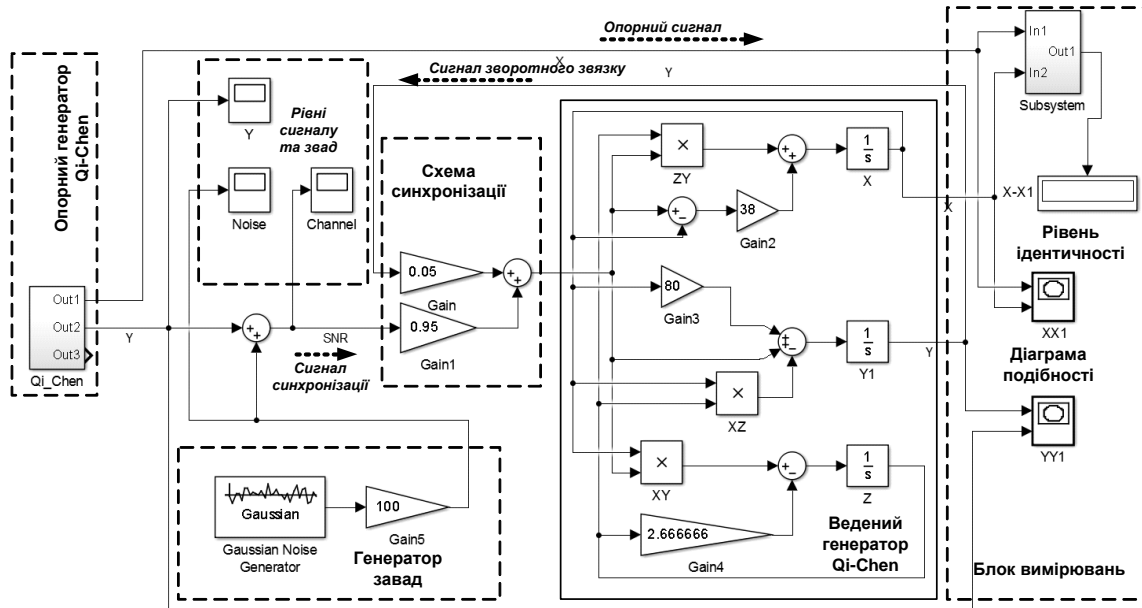 Опорний сигнал
X
Сигнал зворотного звязку
Y
Опорний генератор
Qi-Chen
Y
Рівні
сигналу
та звад
Noise
Channel
Схема
синхронізації
0.05
Gain
0.95
Gain1
Out1
Out2
Out3
Qi_Chen
Y
+
+
SNR
Сигнал
синхронізації
+
+
×
ZY
+
+
1
s
X
+
−
38
Gain2
80
Gain3
+
+
−
1
s
Y1
Y
×
XZ
×
XY
+
−
1
s
Z
2.666666
Gain4
Ведений
генератор
Qi-Chen
Gaussian
Gaussian Noise
Generator
100
Gain5
Генератор
завад
In1
In2
Out1
Subsystem
X
X-X1
Рівень
ідентичності
XX1
Діаграма
подібності
YY1
Блок вимірювань